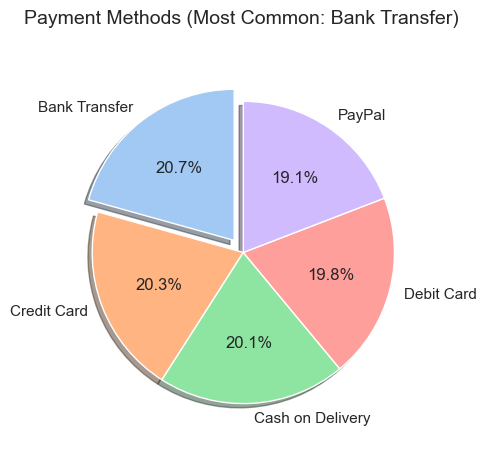 Payment Methods (Most Common: Bank Transfer)
Bank Transfer
PayPal
20.7%
19.1%
20.3%
19.8%
Credit Card
Debit Card
20.1%
Cash on Delivery